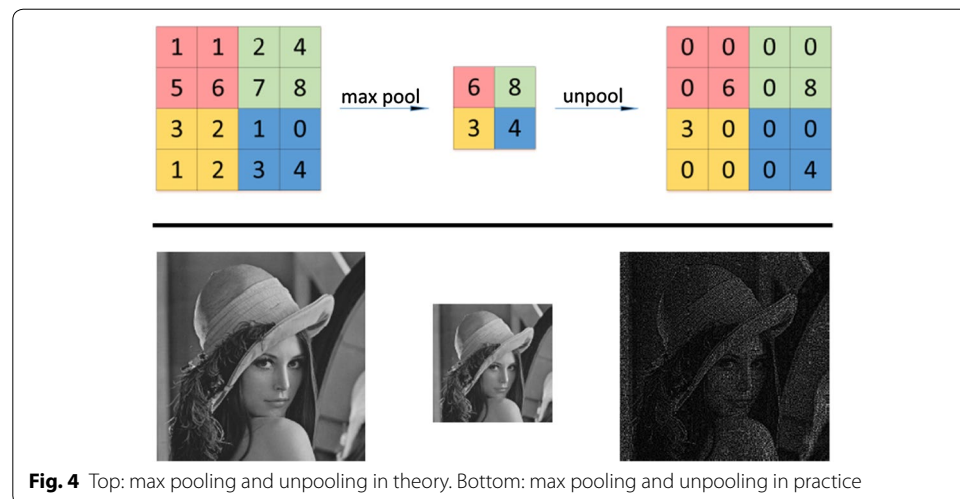 1 1 2 4
5 6 7 8
3 2 1 0
1 2 3 4
max pool
6 8
3 4
unpool
0 0 0 0
0 6 0 8
3 0 0 0
0 0 0 4
Fig. 4 Top: max pooling and unpooling in theory. Bottom: max pooling and unpooling in practice